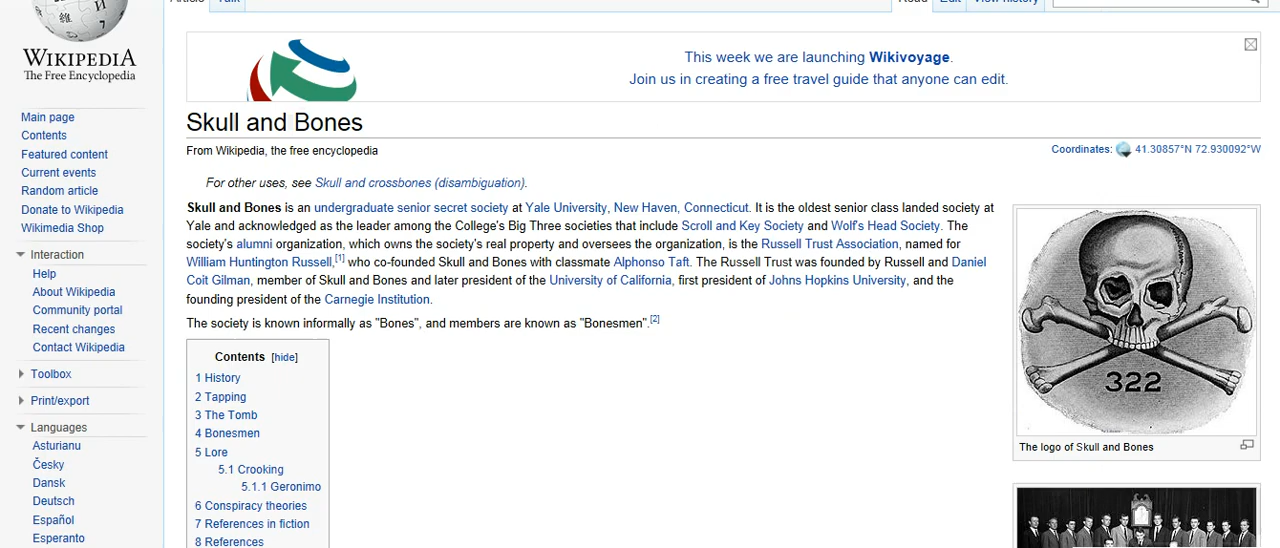 Article Talk Read Edit View history
WIKIPEDIA
The Free Encyclopedia
Main page
Contents
Featured content
Current events
Random article
Donate to Wikipedia
Wikimedia Shop
Interaction
Help
About Wikipedia
Community portal
Recent changes
Contact Wikipedia
Toolbox
Print/export
Languages
Asturianu
Česky
Dansk
Deutsch
Español
Esperanto
This week we are launching Wikivoyage.
Join us in creating a free travel guide that anyone can edit.
Skull and Bones
From Wikipedia, the free encyclopedia
Coordinates: 41.30857°N 72.930092°W
For other uses, see Skull and crossbones (disambiguation).
Skull and Bones is an undergraduate senior secret society at Yale University, New Haven, Connecticut. It is the oldest senior class landed society at
Yale and acknowledged as the leader among the College's Big Three societies that include Scroll and Key Society and Wolf's Head Society. The
society's alumni organization, which owns the society's real property and oversees the organization, is the Russell Trust Association, named for
William Huntington Russell,[1] who co-founded Skull and Bones with classmate Alphonso Taft. The Russell Trust was founded by Russell and Daniel
Coit Gilman, member of Skull and Bones and later president of the University of California, first president of Johns Hopkins University, and the
founding president of the Carnegie Institution.
The society is known informally as "Bones", and members are known as "Bonesmen".[2]
Contents [hide]
1 History
2 Tapping
3 The Tomb
4 Bonesmen
5 Lore
5.1 Crooking
5.1.1 Geronimo
6 Conspiracy theories
7 References in fiction
8 References
322
The logo of Skull and Bones